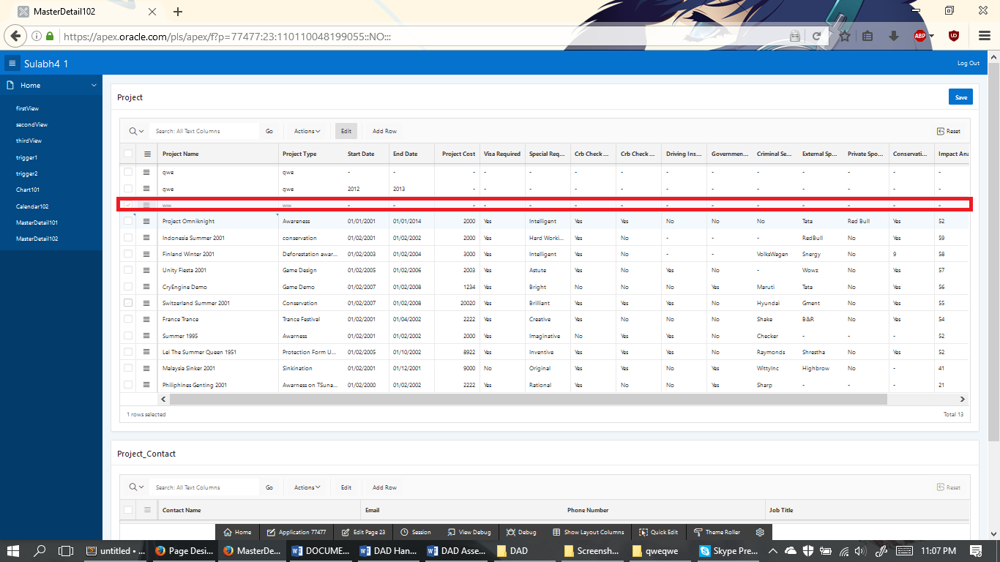 MasterDetail102
https://apex.oracle.com/pls/apex/f?p=77477:23:110110048199055::NO:::
ABP
Sulabh4 1
Log Out
Home
firstView
secondView
thirdView
trigger1
trigger2
Chart101
Calendar102
MasterDetail101
MasterDetail102
Project
Save
Search: All Text Columns Go Actions Edit Add Row Reset
Project Name Project Type Start Date End Date Project Cost Visa Required Special Req... Crb Check ... Crb Check ... Driving Ins... Governmen... Criminal Se... External Sp... Private Spo... Conservati... Impact Ana
qwe qwe - - - - - - - - - - - - - -
qwe qwe 2012 2013 - - - - - - - - - - - -
ww ww - - - - - - - - - - - - - -
Project Omniknight Awareness 01/01/2001 01/01/2014 2000 Yes Intelligent Yes Yes No No No Tata Red Bull Yes 52
Indonesia Summer 2001 conservation 01/02/2001 01/02/2002 2000 Yes Hard Worki... Yes No - - - RedBull No Yes 59
Finland Winter 2001 Deforestation awar... 01/02/2003 01/02/2004 3000 Yes Intelligent Yes No - - VolksWagen Snergy No 9 58
Unity Fiesta 2001 Game Design 01/02/2005 01/02/2006 2003 Yes Astute Yes No Yes No - Wowz No Yes 57
CryEngine Demo Game Demo 01/02/2007 01/02/2008 1234 Yes Bright No No No Yes Maruti Tata No Yes 56
Switzerland Summer 2001 Conservation 01/02/2007 01/02/2008 20020 Yes Brilliant Yes Yes Yes No Hyundai Gment No Yes 55
France Trance Trance Festival 01/02/2001 01/04/2002 2222 Yes Creative Yes No No No Shake B&R No Yes 54
Summer 1995 Awarness 01/02/2001 01/02/2002 2000 Yes Imaginative No Yes Yes No Checker - - - 52
Lei The Summer Queen 1951 Protection Form U... 01/02/2005 01/10/2002 8922 Yes Inventive Yes Yes Yes No Raymonds Shrestha No Yes 52
Malaysia Sinker 2001 Sinkination 01/02/2001 01/12/2001 9000 No Original Yes Yes No Yes WittyInc Highbrow No - 41
Philiphines Genting 2001 Awarness on TSuna... 01/02/2000 01/02/2002 2222 Yes Rational Yes No No Yes Sharp - - - 21
1 rows selected Total 13
Project_Contact
Search: All Text Columns Go Actions Edit Add Row Reset
Contact Name Email Phone Number Job Title
Home Application 77477 Edit Page 23 Session View Debug Debug Show Layout Columns Quick Edit Theme Roller
untitled • ... Page Desi... MasterDe... DOCUME... DAD Han... DAD Asse... DAD Screensh... qweqwe Skype Pre... 11:07 PM